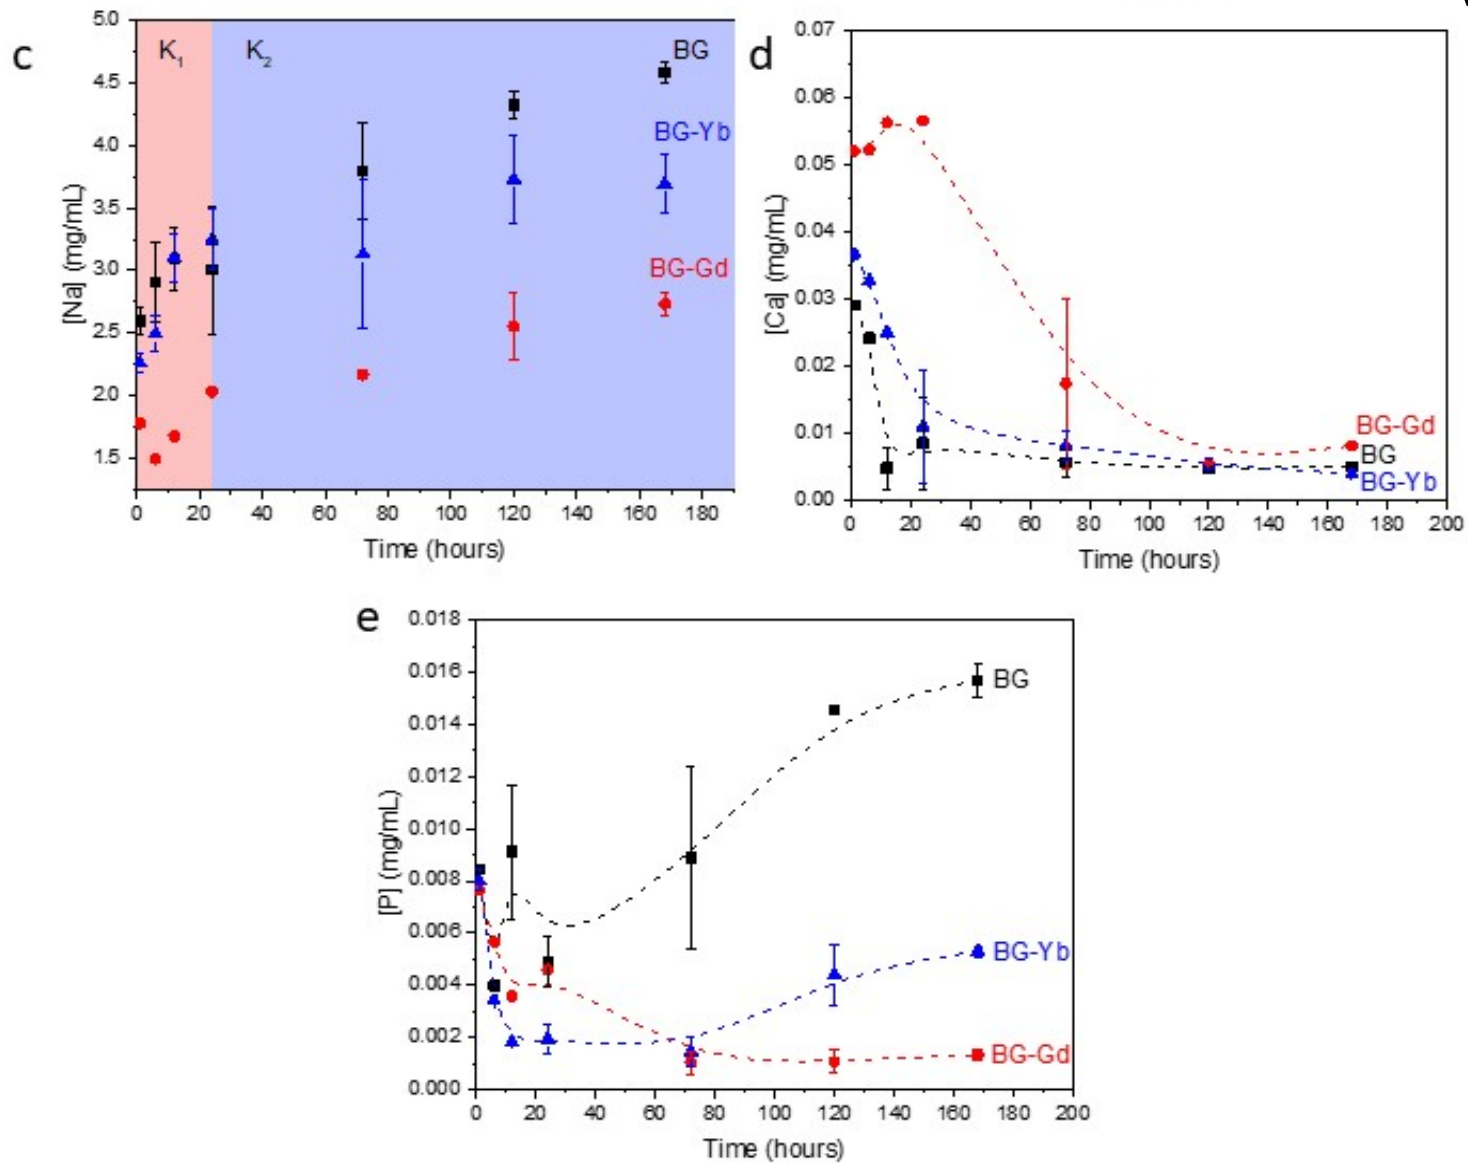 c
K1 K2 BG
BG-Yb
BG-Gd
[Na] (mg/mL)
5.0
4.5
4.0
3.5
3.0
2.5
2.0
1.5
0 20 40 60 80 100 120 140 160 180
Time (hours)
d
[Ca] (mg/mL)
0.07
0.06
0.05
0.04
0.03
0.02
0.01
0.00
BG-Gd
BG
BG-Yb
0 20 40 60 80 100 120 140 160 180 200
Time (hours)
e
[P] (mg/mL)
0.018
0.016
0.014
0.012
0.010
0.008
0.006
0.004
0.002
0.000
BG
BG-Yb
BG-Gd
0 20 40 60 80 100 120 140 160 180 200
Time (hours)